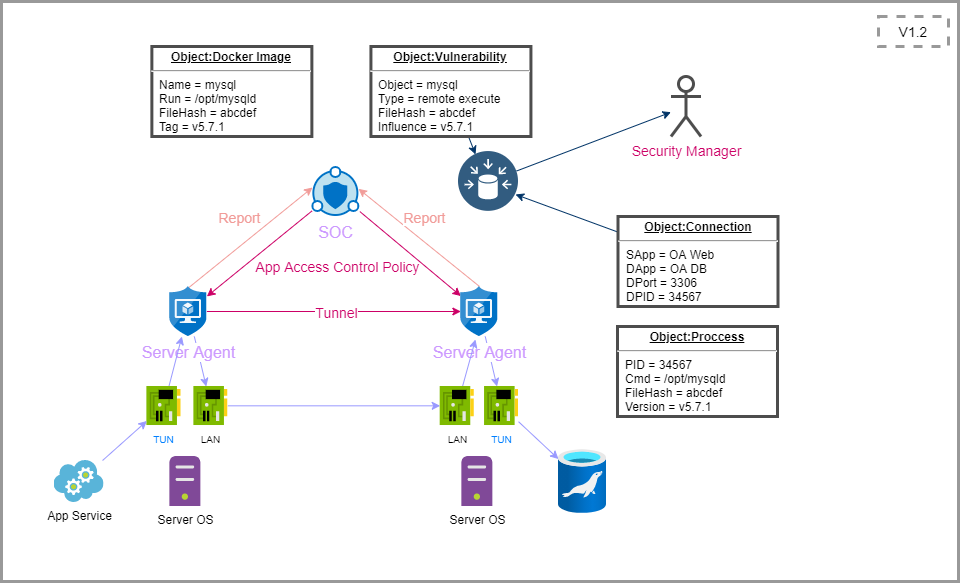 V1.2
Object:Docker Image
Name = mysql
Run = /opt/mysqld
FileHash = abcdef
Tag = v5.7.1
Object:Vulnerability
Object = mysql
Type = remote execute
FileHash = abcdef
Influence = v5.7.1
Security Manager
Report
SOC
Report
Object:Connection
SApp = OA Web
DApp = OA DB
DPort = 3306
DPID = 34567
App Access Control Policy
Tunnel
Server Agent
Server Agent
Object:Proccess
PID = 34567
Cmd = /opt/mysqld
FileHash = abcdef
Version = v5.7.1
TUN
LAN
LAN
TUN
App Service
Server OS
Server OS